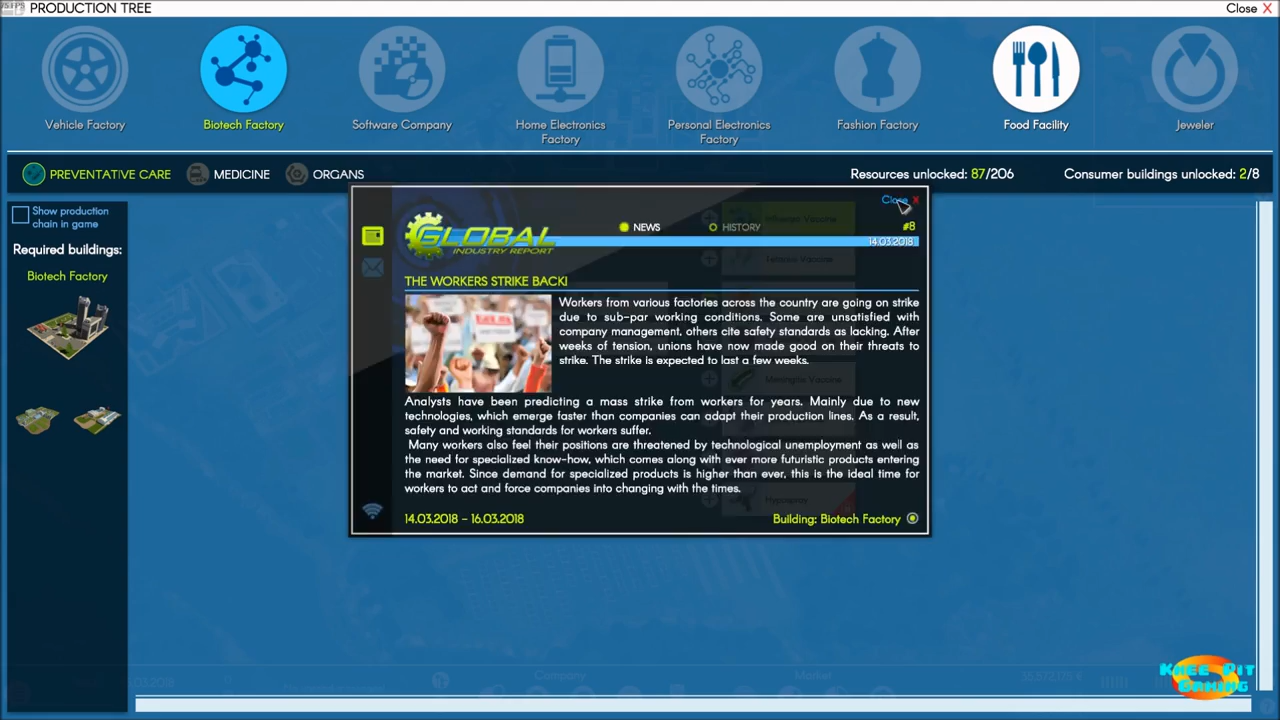 PRODUCTION TREE
Close X
Vehicle Factory
Biotech Factory
Software Company
Home Electronics
Factory
Personal Electronics
Factory
Fashion Factory
Food Facility
Jeweler
PREVENTATIVE CARE
MEDICINE
ORGANS
Resources unlocked: 87/206
Consumer buildings unlocked: 2/8
Show production
chain in game
Required buildings:
Biotech Factory
Close X
GLOBAL
INDUSTRY REPORT
NEWS
HISTORY
#8
14.03.2018
THE WORKERS STRIKE BACK!
Workers from various factories across the country are going on strike
due to sub-par working conditions. Some are unsatisfied with
company management, others cite safety standards as lacking. After
weeks of tension, unions have now made good on their threats to
strike. The strike is expected to last a few weeks.
Analysts have been predicting a mass strike from workers for years. Mainly due to new
technologies, which emerge faster than companies can adapt their production lines. As a result,
safety and working standards for workers suffer.
Many workers also feel their positions are threatened by technological unemployment as well as
the need for specialized know-how, which comes along with ever more futuristic products entering
the market. Since demand for specialized products is higher than ever, this is the ideal time for
workers to act and force companies into changing with the times.
14.03.2018 - 16.03.2018
Building: Biotech Factory
Meningitis Vaccine
Hypospray
Company
Market
Knee Pit
Gaming